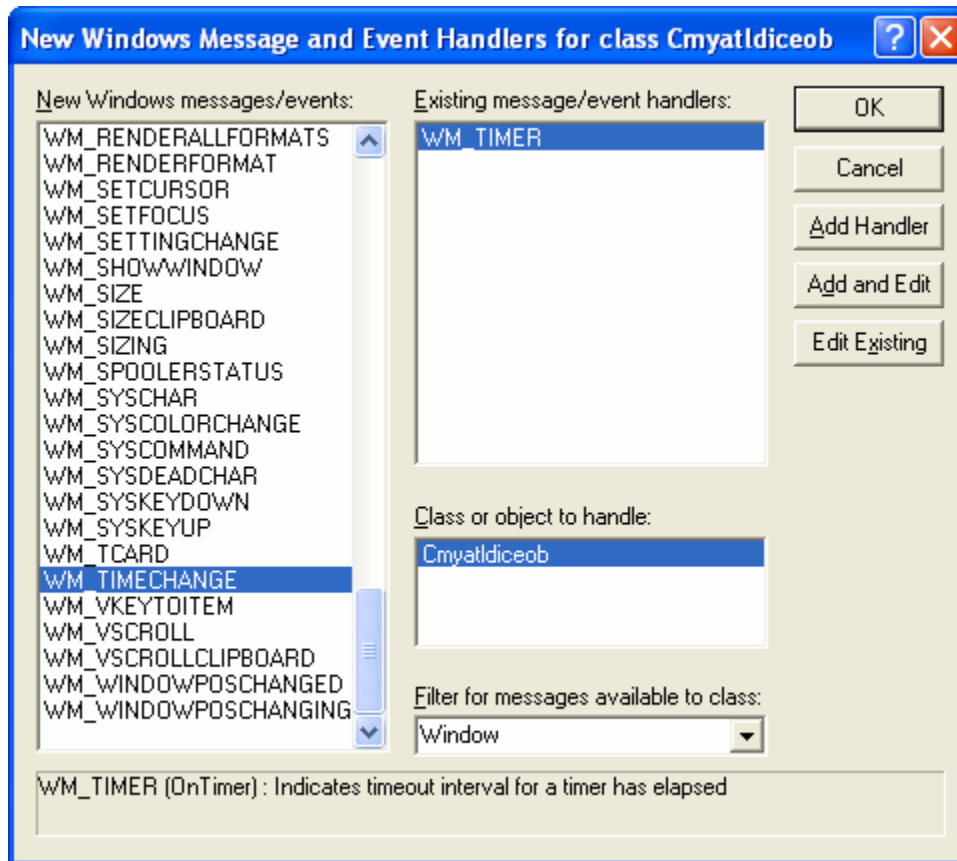 New Windows Message and Event Handlers for class Cmyatldiceob
New Windows messages/events:
WM_RENDERALLFORMATS
WM_RENDERFORMAT
WM_SETCURSOR
WM_SETFOCUS
WM_SETTINGCHANGE
WM_SHOWWINDOW
WM_SIZE
WM_SIZECLIPBOARD
WM_SIZING
WM_SPOOLERSTATUS
WM_SYSCHAR
WM_SYSCOLORCHANGE
WM_SYSCOMMAND
WM_SYSDEADCHAR
WM_SYSKEYDOWN
WM_SYSKEYUP
WM_TCARD
WM_TIMECHANGE
WM_VKEYTOITEM
WM_VSCROLL
WM_VSCROLLCLIPBOARD
WM_WINDOWPOSCHANGED
WM_WINDOWPOSCHANGING
Existing message/event handlers:
WM_TIMER
Class or object to handle:
Cmyatldiceob
Filter for messages available to class:
Window
OK
Cancel
Add Handler
Add and Edit
Edit Existing
WM_TIMER (OnTimer) : Indicates timeout interval for a timer has elapsed